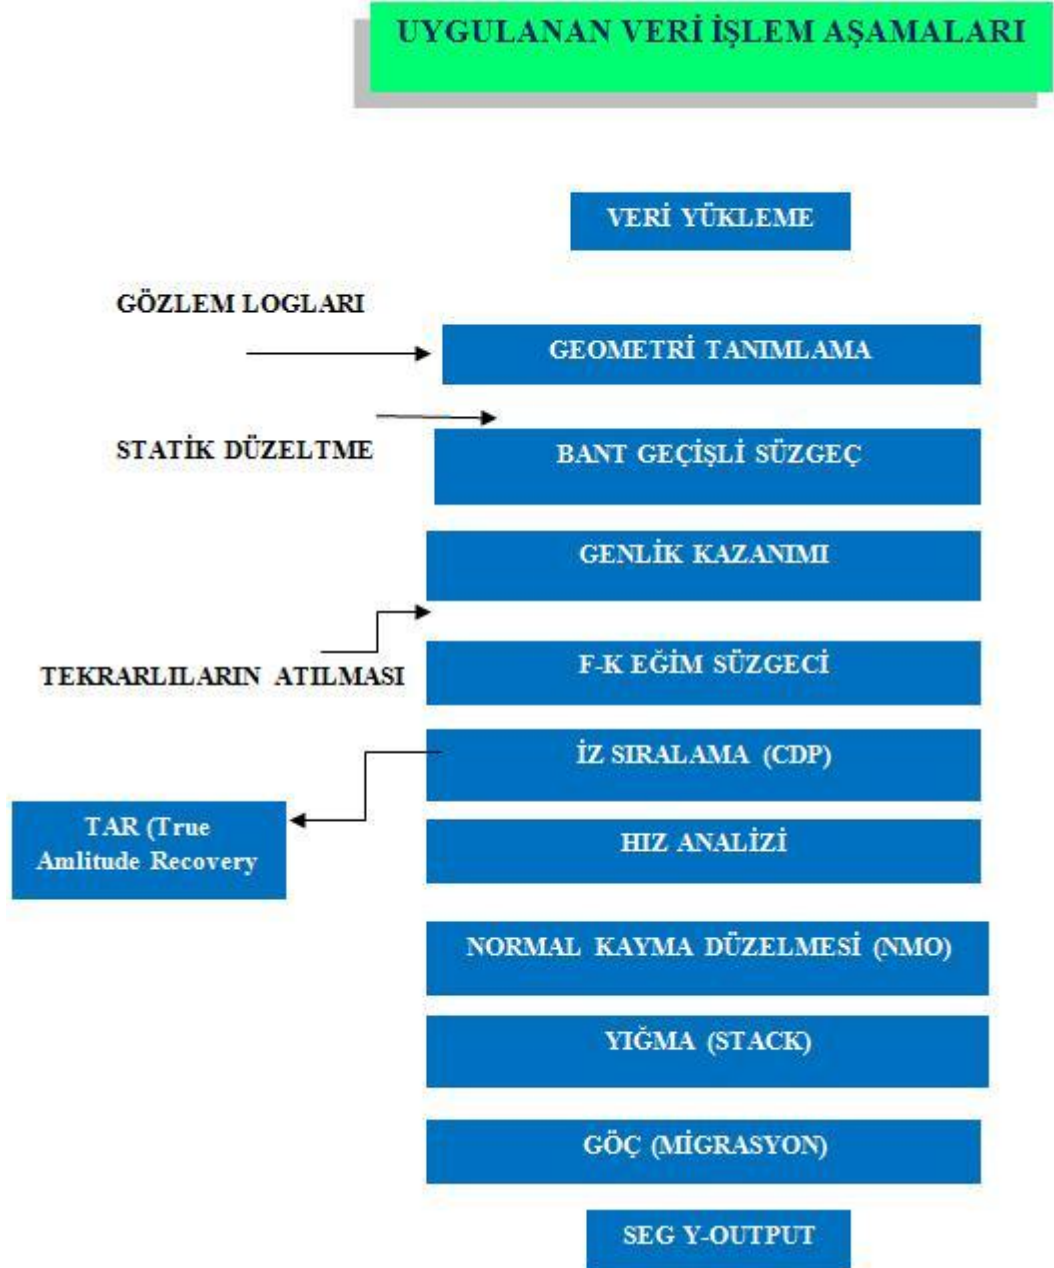 UYGULANAN VERİ İŞLEM AŞAMALARI
VERİ YÜKLEME
GÖZLEM LOGLARI
GEOMETRİ TANIMLAMA
STATİK DÜZELTME
BANT GEÇİŞLİ SÜZGEÇ
GENLİK KAZANIMI
TEKRARLILARIN ATILMASI
F-K EĞİM SÜZGECİ
İZ SIRALAMA (CDP)
TAR (True
Amlitude Recovery
HIZ ANALİZİ
NORMAL KAYMA DÜZELMESİ (NMO)
YIĞMA (STACK)
GÖÇ (MİGRASYON)
SEG Y-OUTPUT